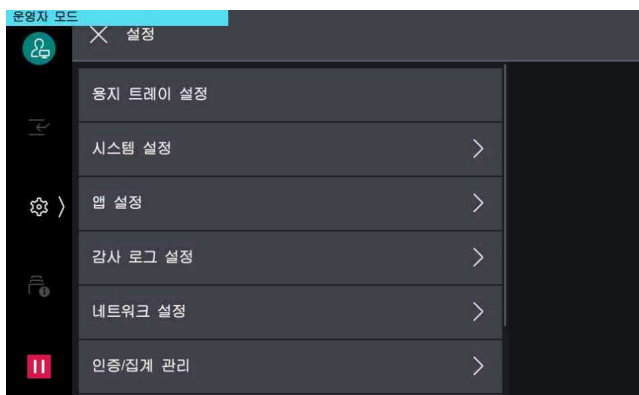 운영자 모드
설정
용지 트레이 설정
시스템 설정
앱 설정
감사 로그 설정
네트워크 설정
인증/집계 관리